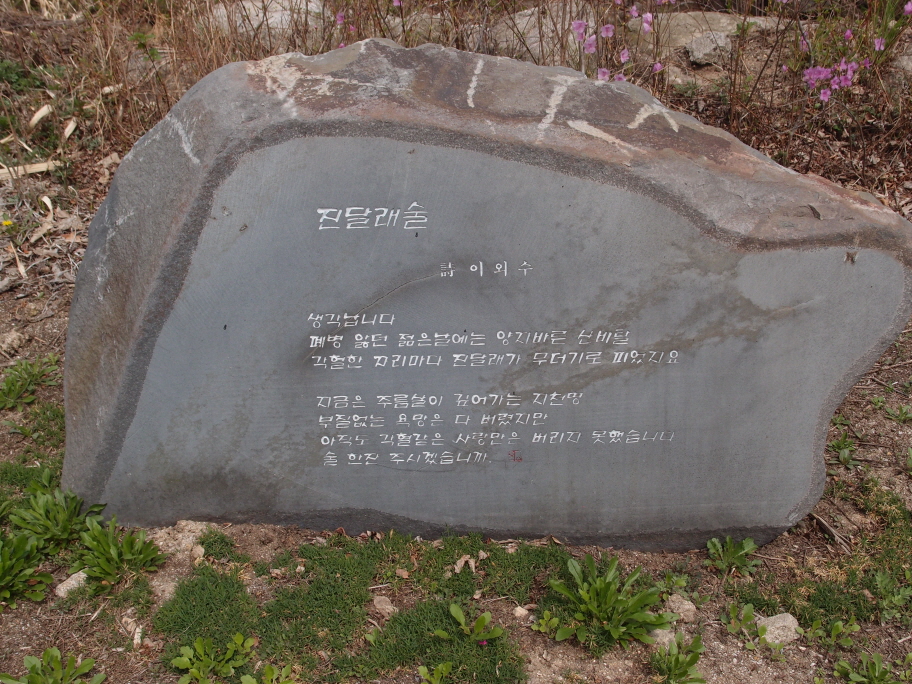 진달래술
詩 이외수
생각납니다
폐병 앓던 젊은날에는 양지바른 산비탈
각혈한 자리마다 진달래가 무더기로 피었지요
지금은 주름살이 깊어가는 지천명
부질없는 욕망은 다 버렸지만
아직도 각혈같은 사랑만은 버리지 못했습니다
술 한잔 주시겠습니까.